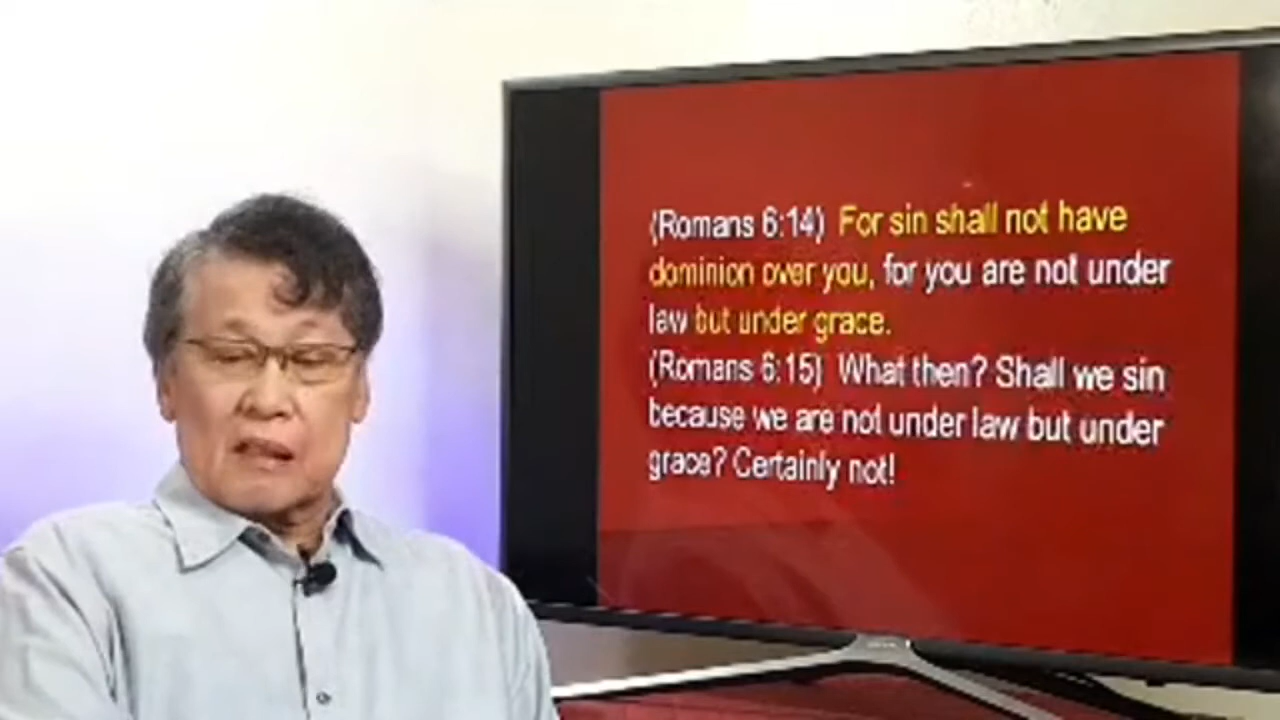 (Romans 6:14) For sin shall not have
dominion over you, for you are not under
law but under grace.
(Romans 6:15) What then? Shall we sin
because we are not under law but under
grace? Certainly not!